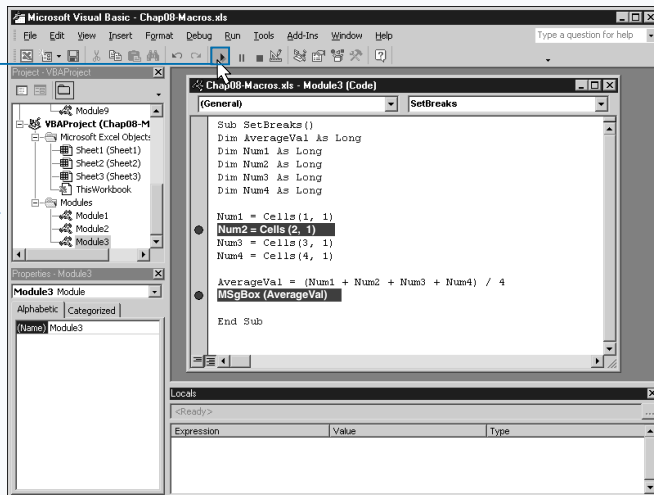 Microsoft Visual Basic - Chap08-Macros.xls
File Edit View Insert Format Debug Run Tools Add-Ins Window Help
Type a question for help
Project - VBAProject
Module9
VBAProject (Chap08-M
Microsoft Excel Objects
Sheet1 (Sheet1)
Sheet2 (Sheet2)
Sheet3 (Sheet3)
ThisWorkbook
Modules
Module1
Module2
Module3
Properties - Module3
Module3 Module
Alphabetic Categorized
(Name) Module3
Chap08-Macros.xls - Module3 (Code)
(General) SetBreaks
Sub SetBreaks()
Dim AverageVal As Long
Dim Num1 As Long
Dim Num2 As Long
Dim Num3 As Long
Dim Num4 As Long
Num1 = Cells(1, 1)
Num2 = Cells (2, 1)
Num3 = Cells(3, 1)
Num4 = Cells(4, 1)
AverageVal = (Num1 + Num2 + Num3 + Num4) / 4
MSgBox (AverageVal)
End Sub
Locals
<Ready>
...
Expression Value Type